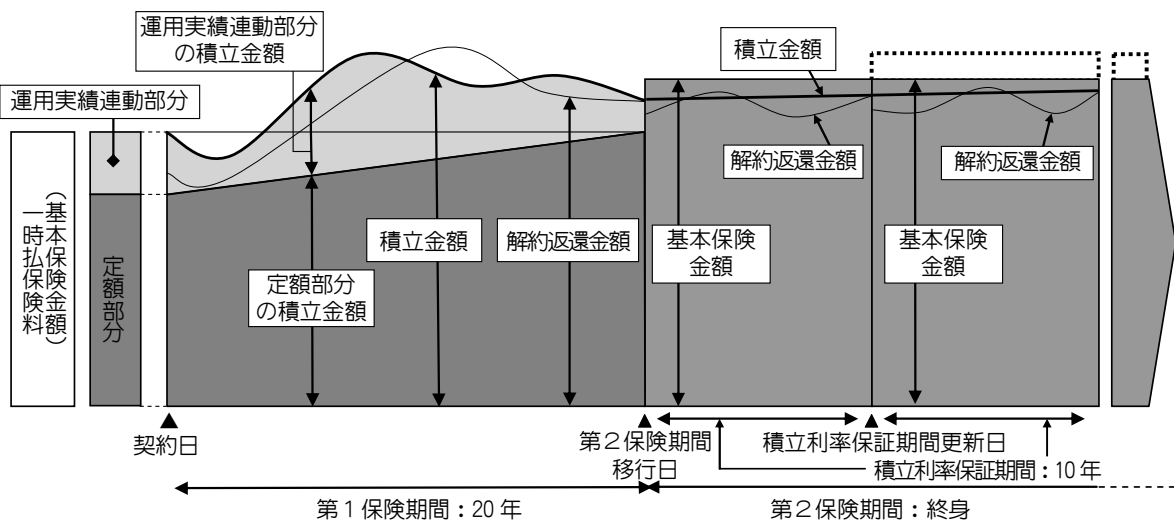 運用実績連動部分
の積立金額
運用実績連動部分
積立金額
解約返還金額
解約返還金額
一時払保険料
(基本保険金額)
定額部分
積立金額
解約返還金額
基本保険
金額
基本保険
金額
定額部分
の積立金額
契約日
第2保険期間
移行日
積立利率保証期間更新日
積立利率保証期間:10年
第1保険期間:20年
第2保険期間:終身